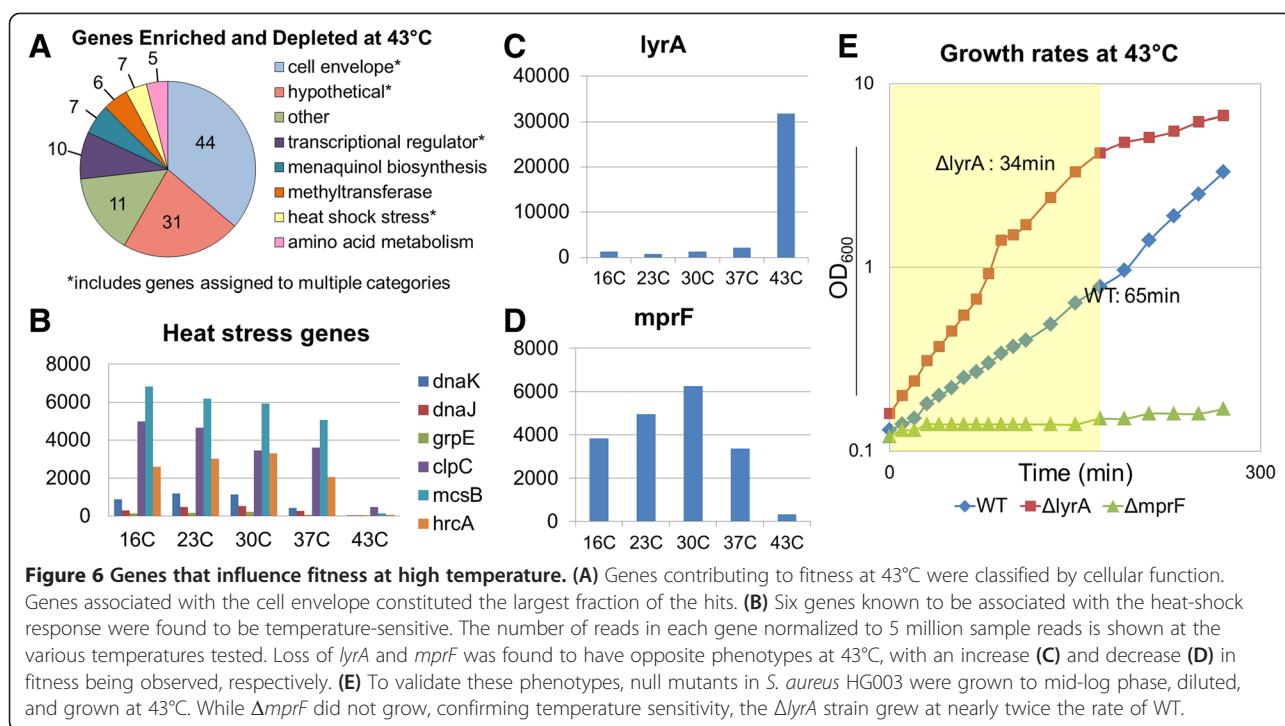 A
Genes Enriched and Depleted at 43°C
44
31
11
10
7
6
7
5
cell envelope*
hypothetical*
other
transcriptional regulator*
menaquinol biosynthesis
methyltransferase
heat shock stress*
amino acid metabolism
*includes genes assigned to multiple categories
B
Heat stress genes
8000
6000
4000
2000
0
16C 23C 30C 37C 43C
dnaK
dnaJ
grpE
clpC
mcsB
hrcA
C
lyrA
40000
30000
20000
10000
0
16C 23C 30C 37C 43C
D
mprF
8000
6000
4000
2000
0
16C 23C 30C 37C 43C
E
Growth rates at 43°C
10
1
0.1
OD600
ΔlyrA : 34min
WT: 65min
0 Time (min) 300
WT ΔlyrA ΔmprF
Figure 6 Genes that influence fitness at high temperature. (A) Genes contributing to fitness at 43°C were classified by cellular function.
Genes associated with the cell envelope constituted the largest fraction of the hits. (B) Six genes known to be associated with the heat-shock
response were found to be temperature-sensitive. The number of reads in each gene normalized to 5 million sample reads is shown at the
various temperatures tested. Loss of lyrA and mprF was found to have opposite phenotypes at 43°C, with an increase (C) and decrease (D) in
fitness being observed, respectively. (E) To validate these phenotypes, null mutants in S. aureus HG003 were grown to mid-log phase, diluted,
and grown at 43°C. While ΔmprF did not grow, confirming temperature sensitivity, the ΔlyrA strain grew at nearly twice the rate of WT.